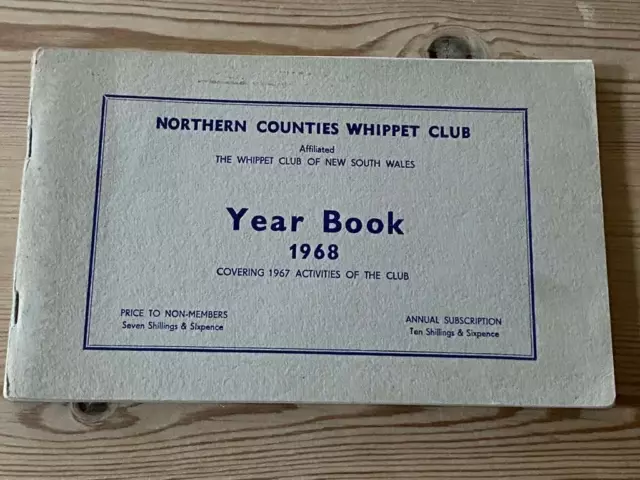 NORTHERN COUNTIES WHIPPET CLUB
Affiliated
THE WHIPPET CLUB OF NEW SOUTH WALES
Year Book
1968
COVERING 1967 ACTIVITIES OF THE CLUB
PRICE TO NON-MEMBERS
Seven Shillings & Sixpence
ANNUAL SUBSCRIPTION
Ten Shillings & Sixpence